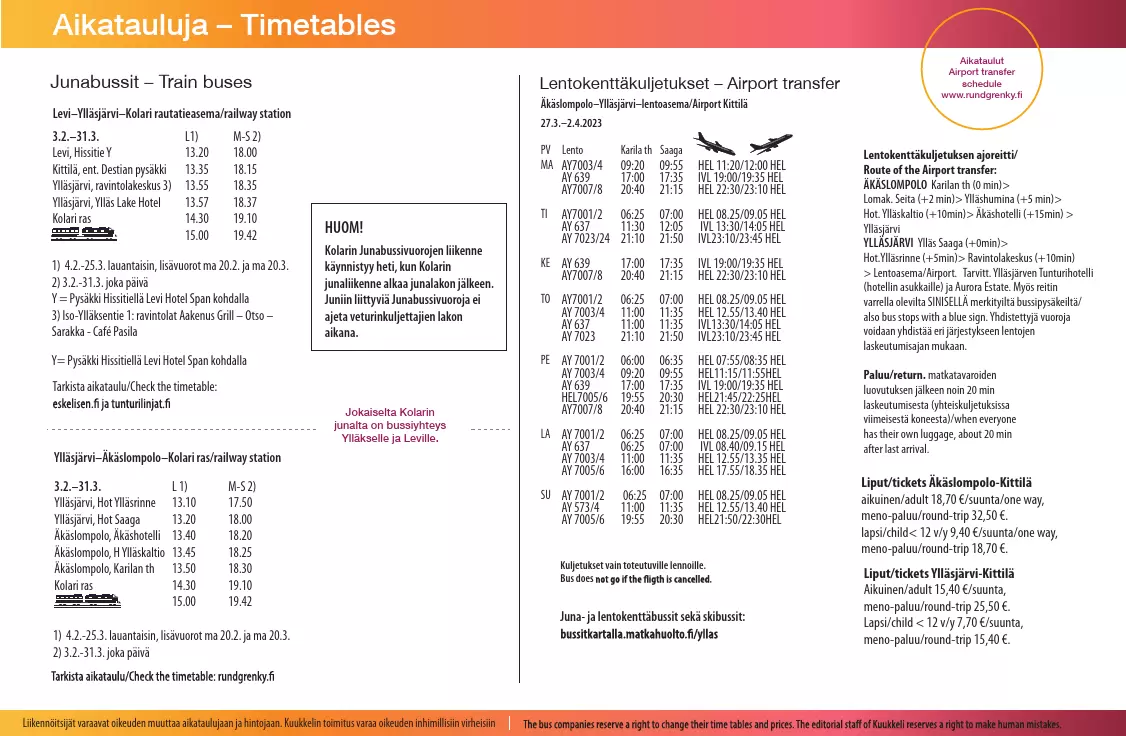 Aikatauluja – Timetables
Aikataulut
Airport transfer
schedule
www.rundgrenky.fi
Junabussit – Train buses
Levi–Ylläsjärvi–Kolari rautatieasema/railway station
3.2.–31.3. L1) M-S 2)
Levi, Hissitie Y 13.20 18.00
Kittilä, ent. Destian pysäkki 13.35 18.15
Ylläsjärvi, ravintolakeskus 3) 13.55 18.35
Ylläsjärvi, Ylläs Lake Hotel 13.57 18.37
Kolari ras 14.30 19.10
15.00 19.42
1) 4.2.-25.3. lauantaisin, lisävuorot ma 20.2. ja ma 20.3.
2) 3.2.-31.3. joka päivä
Y = Pysäkki Hissitiellä Levi Hotel Span kohdalla
3) Iso-Ylläksentie 1: ravintolat Aakenus Grill – Otso –
Sarakka - Café Pasila
Y= Pysäkki Hissitiellä Levi Hotel Span kohdalla
Tarkista aikataulu/Check the timetable:
eskelisen.fi ja tunturilinjat.fi
HUOM!
Kolarin Junabussivuorojen liikenne
käynnistyy heti, kun Kolarin
junaliikenne alkaa junalakon jälkeen.
Juniin liittyviä Junabussivuoroja ei
ajeta veturinkuljettajien lakon
aikana.
Jokaiselta Kolarin
junalta on bussiyhteys
Ylläkselle ja Leville.
Ylläsjärvi–Äkäslompolo–Kolari ras/railway station
3.2.–31.3. L 1) M-S 2)
Ylläsjärvi, Hot Ylläsrinne 13.10 17.50
Ylläsjärvi, Hot Saaga 13.20 18.00
Äkäslompolo, Äkäshotelli 13.40 18.20
Äkäslompolo, H Ylläskaltio 13.45 18.25
Äkäslompolo, Karilan th 13.50 18.30
Kolari ras 14.30 19.10
15.00 19.42
1) 4.2.-25.3. lauantaisin, lisävuorot ma 20.2. ja ma 20.3.
2) 3.2.-31.3. joka päivä
Tarkista aikataulu/Check the timetable: rundgrenky.fi
Lentokenttäkuljetukset – Airport transfer
Äkäslompolo–Ylläsjärvi–lentoasema/Airport Kittilä
27.3.–2.4.2023
PV Lento Karila th Saaga
MA AY7003/4 09:20 09:55 HEL 11:20/12:00 HEL
AY 639 17:00 17:35 IVL 19:00/19:35 HEL
AY7007/8 20:40 21:15 HEL 22:30/23:10 HEL
TI AY7001/2 06:25 07:00 HEL 08.25/09.05 HEL
AY 637 11:30 12:05 IVL 13:30/14:05 HEL
AY 7023/24 21:10 21:50 IVL23:10/23:45 HEL
KE AY 639 17:00 17:35 IVL 19:00/19:35 HEL
AY7007/8 20:40 21:15 HEL 22:30/23:10 HEL
TO AY7001/2 06:25 07:00 HEL 08.25/09.05 HEL
AY 7003/4 11:00 11:35 HEL 12.55/13.40 HEL
AY 637 11:00 11:35 IVL13:30/14:05 HEL
AY 7023 21:10 21:50 IVL23:10/23:45 HEL
PE AY 7001/2 06:00 06:35 HEL 07:55/08:35 HEL
AY 7003/4 09:20 09:55 HEL11:15/11:55HEL
AY 639 17:00 17:35 IVL 19:00/19:35 HEL
HEL7005/6 19:55 20:30 HEL21:45/22:25HEL
AY7007/8 20:40 21:15 HEL 22:30/23:10 HEL
LA AY 7001/2 06:25 07:00 HEL 08.25/09.05 HEL
AY 637 06:25 07:00 IVL 08.40/09.15 HEL
AY 7003/4 11:00 11:35 HEL 12.55/13.35 HEL
AY 7005/6 16:00 16:35 HEL 17.55/18.35 HEL
SU AY 7001/2 06:25 07:00 HEL 08.25/09.05 HEL
AY 573/4 11:00 11:35 HEL 12.55/13.40 HEL
AY 7005/6 19:55 20:30 HEL21:50/22:30HEL
Kuljetukset vain toteutuville lennoille.
Bus does not go if the fligth is cancelled.
Juna- ja lentokenttäbussit sekä skibussit:
bussitkartalla.matkahuolto.fi/yllas
Lentokenttäkuljetuksen ajoreitti/
Route of the Airport transfer:
ÄKÄSLOMPOLO Karilan th (0 min)>
Lomak. Seita (+2 min)> Ylläshumina (+5 min)>
Hot. Ylläskaltio (+10min)> Äkäshotelli (+15min) >
Ylläsjärvi
YLLÄSJÄRVI Ylläs Saaga (+0min)>
Hot.Ylläsrinne (+5min)> Ravintolakeskus (+10min)
> Lentoasema/Airport. Tarvitt. Ylläsjärven Tunturihotelli
(hotellin asukkaille) ja Aurora Estate. Myös reitin
varrella olevilta SINISELLÄ merkityiltä bussipysäkeiltä/
also bus stops with a blue sign. Yhdistettyjä vuoroja
voidaan yhdistää eri järjestykseen lentojen
laskeutumisajan mukaan.
Paluu/return. matkatavaroiden
luovutuksen jälkeen noin 20 min
laskeutumisesta (yhteiskuljetuksissa
viimeisestä koneesta)/when everyone
has their own luggage, about 20 min
after last arrival.
Liput/tickets Äkäslompolo-Kittilä
aikuinen/adult 18,70 €/suunta/one way,
meno-paluu/round-trip 32,50 €.
lapsi/child< 12 v/y 9,40 €/suunta/one way,
meno-paluu/round-trip 18,70 €.
Liput/tickets Ylläsjärvi-Kittilä
Aikuinen/adult 15,40 €/suunta,
meno-paluu/round-trip 25,50 €.
Lapsi/child < 12 v/y 7,70 €/suunta,
meno-paluu/round-trip 15,40 €.
Liikennöitsijät varaavat oikeuden muuttaa aikataulujaan ja hintojaan. Kuukkelin toimitus varaa oikeuden inhimillisiin virheisiin
The bus companies reserve a right to change their time tables and prices. The editorial staff of Kuukkeli reserves a right to make human mistakes.